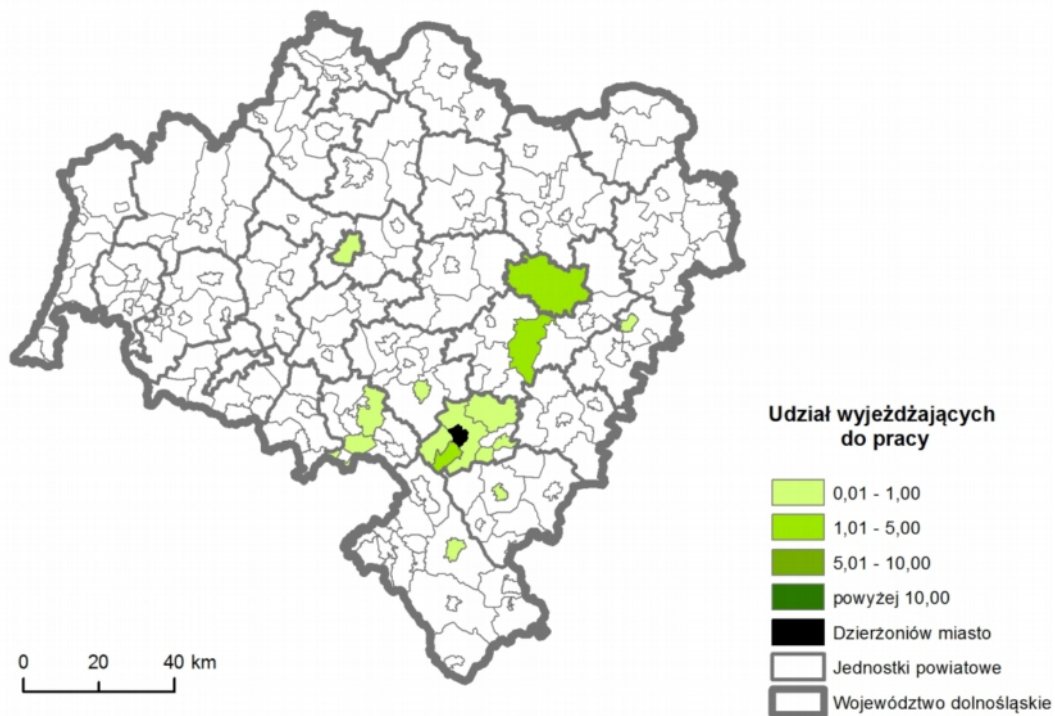 Udział wyjeżdżających
do pracy
0,01 - 1,00
1,01 - 5,00
5,01 - 10,00
powyżej 10,00
Dzierżoniów miasto
Jednostki powiatowe
Województwo dolnośląskie
0 20 40 km